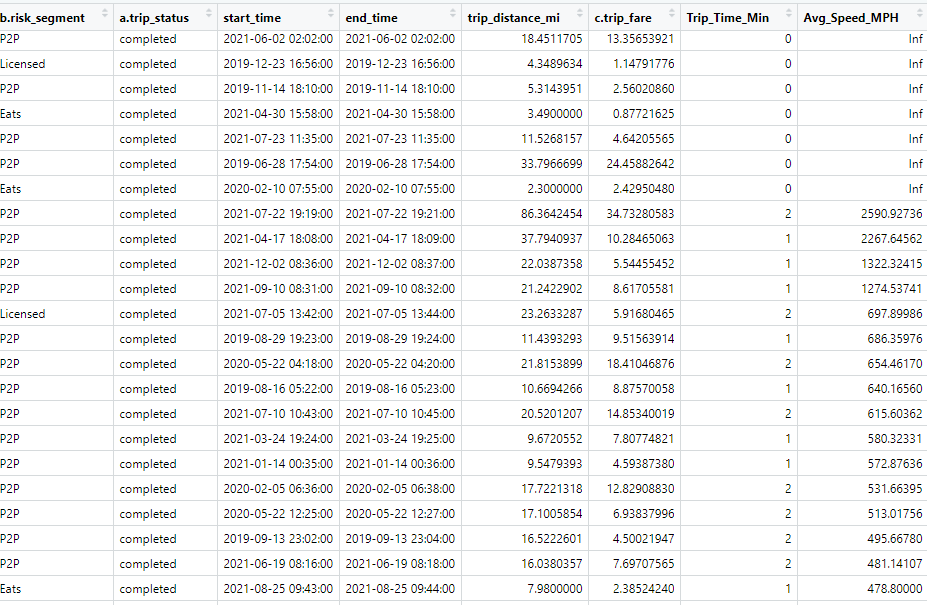 b.risk_segment a.trip_status start_time end_time trip_distance_mi c.trip_fare Trip_Time_Min Avg_Speed_MPH
P2P completed 2021-06-02 02:02:00 2021-06-02 02:02:00 18.4511705 13.35653921 0 Inf
Licensed completed 2019-12-23 16:56:00 2019-12-23 16:56:00 4.3489634 1.14791776 0 Inf
P2P completed 2019-11-14 18:10:00 2019-11-14 18:10:00 5.3143951 2.56020860 0 Inf
Eats completed 2021-04-30 15:58:00 2021-04-30 15:58:00 3.4900000 0.87721625 0 Inf
P2P completed 2021-07-23 11:35:00 2021-07-23 11:35:00 11.5268157 4.64205565 0 Inf
P2P completed 2019-06-28 17:54:00 2019-06-28 17:54:00 33.7966699 24.45882642 0 Inf
Eats completed 2020-02-10 07:55:00 2020-02-10 07:55:00 2.3000000 2.42950480 0 Inf
P2P completed 2021-07-22 19:19:00 2021-07-22 19:21:00 86.3642454 34.73280583 2 2590.92736
P2P completed 2021-04-17 18:08:00 2021-04-17 18:09:00 37.7940937 10.28465063 1 2267.64562
P2P completed 2021-12-02 08:36:00 2021-12-02 08:37:00 22.0387358 5.54455452 1 1322.32415
P2P completed 2021-09-10 08:31:00 2021-09-10 08:32:00 21.2422902 8.61705581 1 1274.53741
Licensed completed 2021-07-05 13:42:00 2021-07-05 13:44:00 23.2633287 5.91680465 2 697.89986
P2P completed 2019-08-29 19:23:00 2019-08-29 19:24:00 11.4393293 9.51563914 1 686.35976
P2P completed 2020-05-22 04:18:00 2020-05-22 04:20:00 21.8153899 18.41046876 2 654.46170
P2P completed 2019-08-16 05:22:00 2019-08-16 05:23:00 10.6694266 8.87570058 1 640.16560
P2P completed 2021-07-10 10:43:00 2021-07-10 10:45:00 20.5201207 14.85340019 2 615.60362
P2P completed 2021-03-24 19:24:00 2021-03-24 19:25:00 9.6720552 7.80774821 1 580.32331
P2P completed 2021-01-14 00:35:00 2021-01-14 00:36:00 9.5479393 4.59387380 1 572.87636
P2P completed 2020-02-05 06:36:00 2020-02-05 06:38:00 17.7221318 12.82908830 2 531.66395
P2P completed 2020-05-22 12:25:00 2020-05-22 12:27:00 17.1005854 6.93837996 2 513.01756
P2P completed 2019-09-13 23:02:00 2019-09-13 23:04:00 16.5222601 4.50021947 2 495.66780
P2P completed 2021-06-19 08:16:00 2021-06-19 08:18:00 16.0380357 7.69707565 2 481.14107
Eats completed 2021-08-25 09:43:00 2021-08-25 09:44:00 7.9800000 2.38524240 1 478.80000